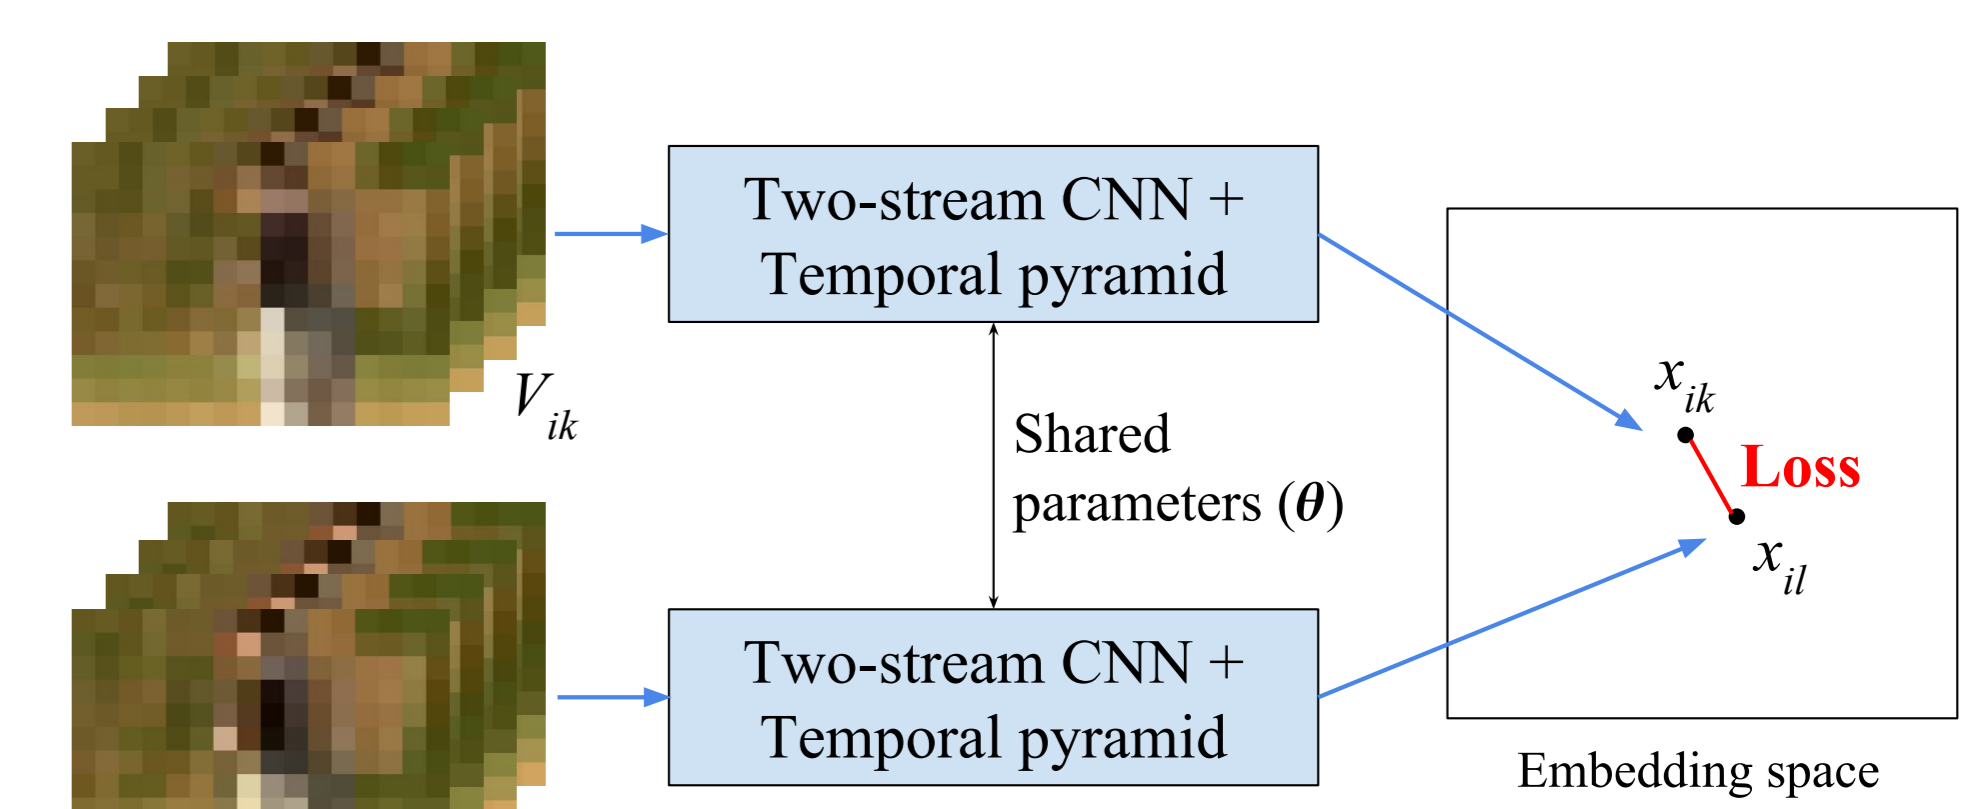 Two-stream CNN +
Temporal pyramid
V_ik
x_ik
Shared
parameters (θ)
Loss
x_il
Two-stream CNN +
Temporal pyramid
Embedding space